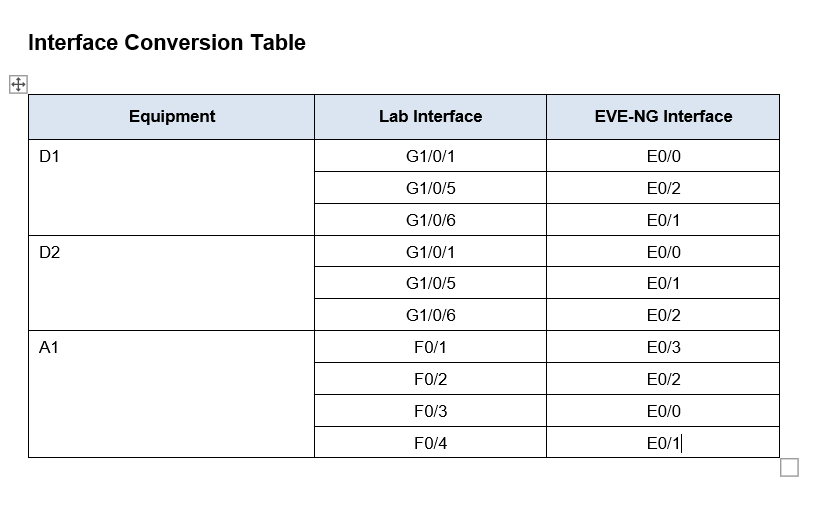 Interface Conversion Table
Equipment Lab Interface EVE-NG Interface
D1 G1/0/1 E0/0
G1/0/5 E0/2
G1/0/6 E0/1
D2 G1/0/1 E0/0
G1/0/5 E0/1
G1/0/6 E0/2
A1 F0/1 E0/3
F0/2 E0/2
F0/3 E0/0
F0/4 E0/1